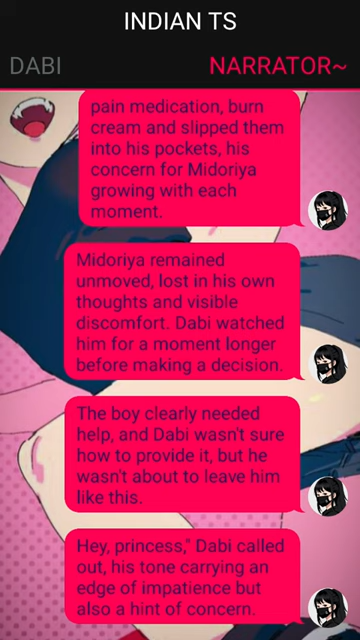 INDIAN TS
DABI
NARRATOR~
pain medication, burn
cream and slipped them
into his pockets, his
concern for Midoriya
growing with each
moment.
Midoriya remained
unmoved, lost in his own
thoughts and visible
discomfort. Dabi watched
him for a moment longer
before making a decision.
The boy clearly needed
help, and Dabi wasn't sure
how to provide it, but he
wasn't about to leave him
like this.
Hey, princess," Dabi called
out, his tone carrying an
edge of impatience but
also a hint of concern.